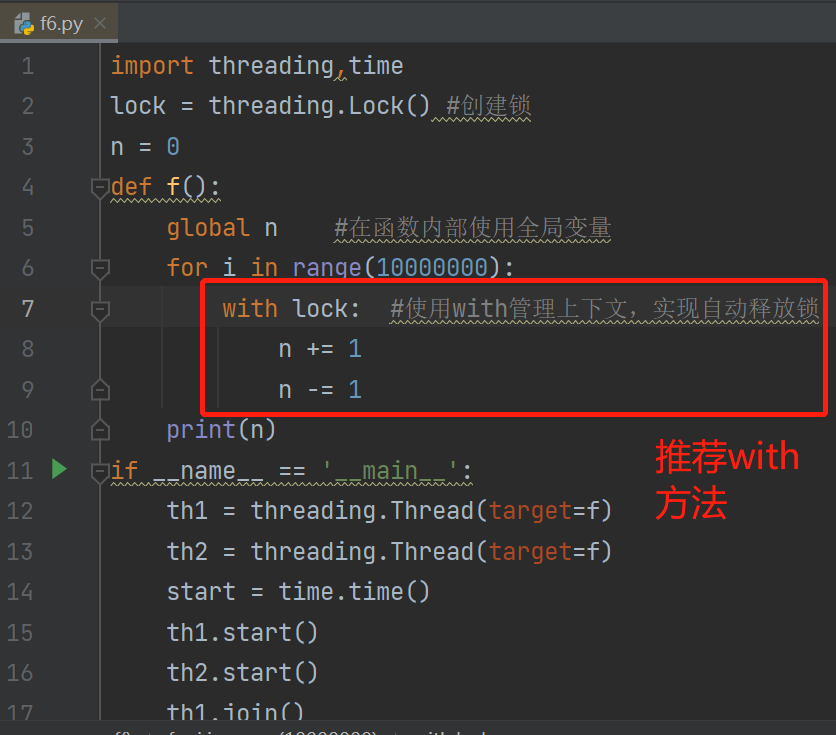 f6.py
1 import threading,time
2 lock = threading.Lock() #创建锁
3 n = 0
4 def f():
5 global n #在函数内部使用全局变量
6 for i in range(10000000):
7 with lock: #使用with管理上下文，实现自动释放锁
8 n += 1
9 n -= 1
10 print(n)
推荐with
方法
11 if __name__ == '__main__':
12 th1 = threading.Thread(target=f)
13 th2 = threading.Thread(target=f)
14 start = time.time()
15 th1.start()
16 th2.start()
17 th1.join()